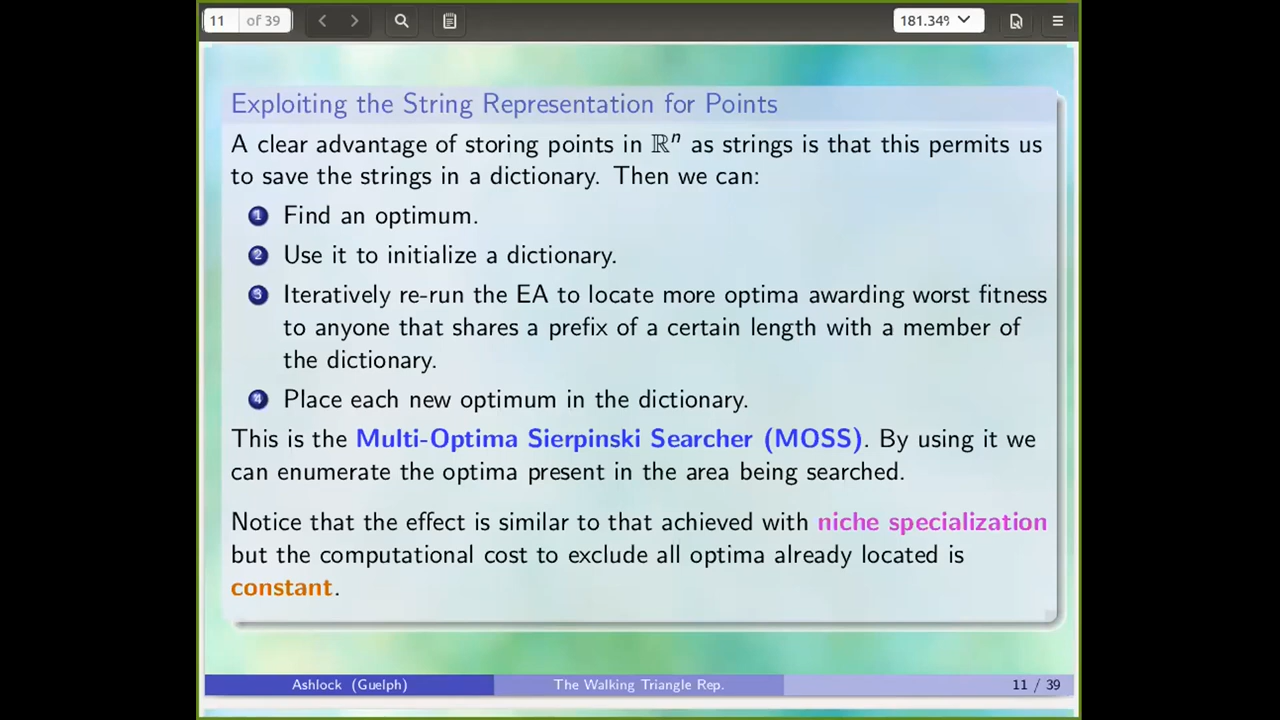 11 of 39
181.34%
Exploiting the String Representation for Points
A clear advantage of storing points in ℝⁿ as strings is that this permits us
to save the strings in a dictionary. Then we can:
1 Find an optimum.
2 Use it to initialize a dictionary.
3 Iteratively re-run the EA to locate more optima awarding worst fitness
to anyone that shares a prefix of a certain length with a member of
the dictionary.
4 Place each new optimum in the dictionary.
This is the Multi-Optima Sierpinski Searcher (MOSS). By using it we
can enumerate the optima present in the area being searched.
Notice that the effect is similar to that achieved with niche specialization
but the computational cost to exclude all optima already located is
constant.
Ashlock (Guelph) The Walking Triangle Rep. 11 / 39